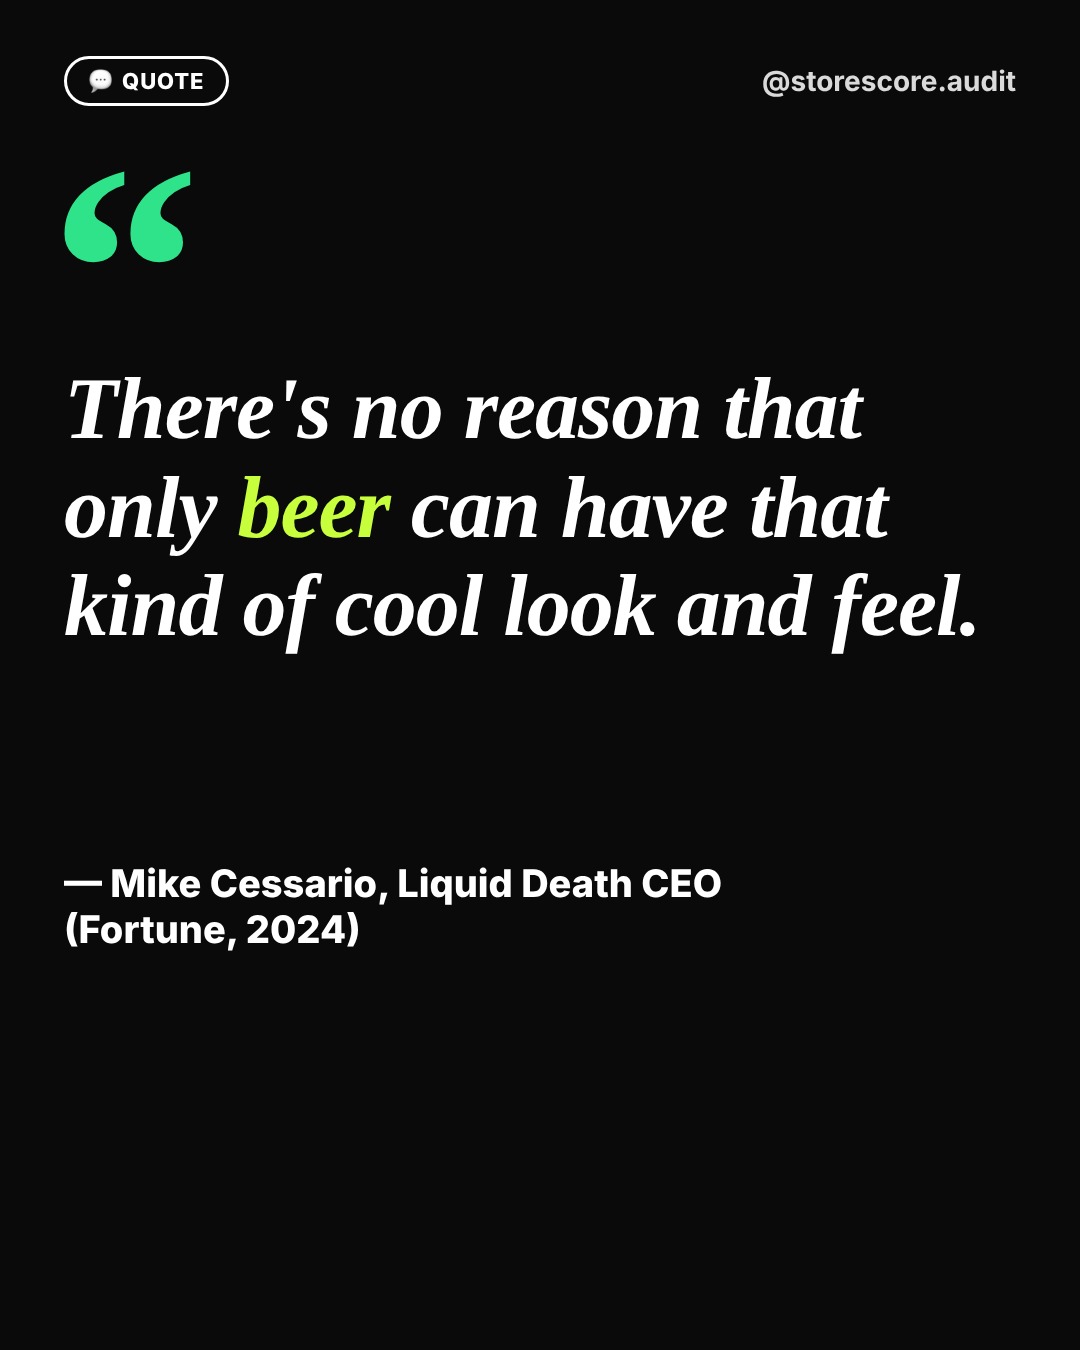 💬 QUOTE
@storescore.audit
“
There's no reason that
only beer can have that
kind of cool look and feel.
— Mike Cessario, Liquid Death CEO
(Fortune, 2024)